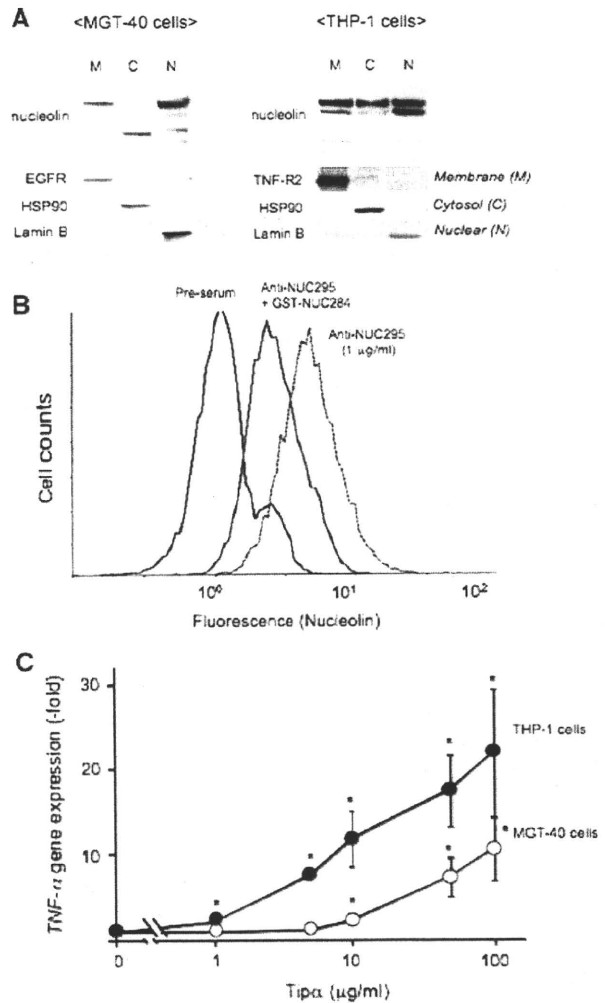 A
<MGT-40 cells> <THP-1 cells>
M C N M C N
nucleolin nucleolin
EGFR TNF-R2 Membrane (M)
HSP90 HSP90 Cytosol (C)
Lamin B Lamin B Nuclear (N)
B
Pre-serum
Anti-NUC295
+ GST-NUC284
Anti-NUC295
(1 µg/ml)
Cell counts
10⁰ 10¹ 10⁻²
Fluorescence (Nucleolin)
C
TNF-α gene expression (-fold)
30
20
10
* * * * *
* * *
THP-1 cells
MGT-40 cells
0 1 10 100
Tipα (µg/ml)